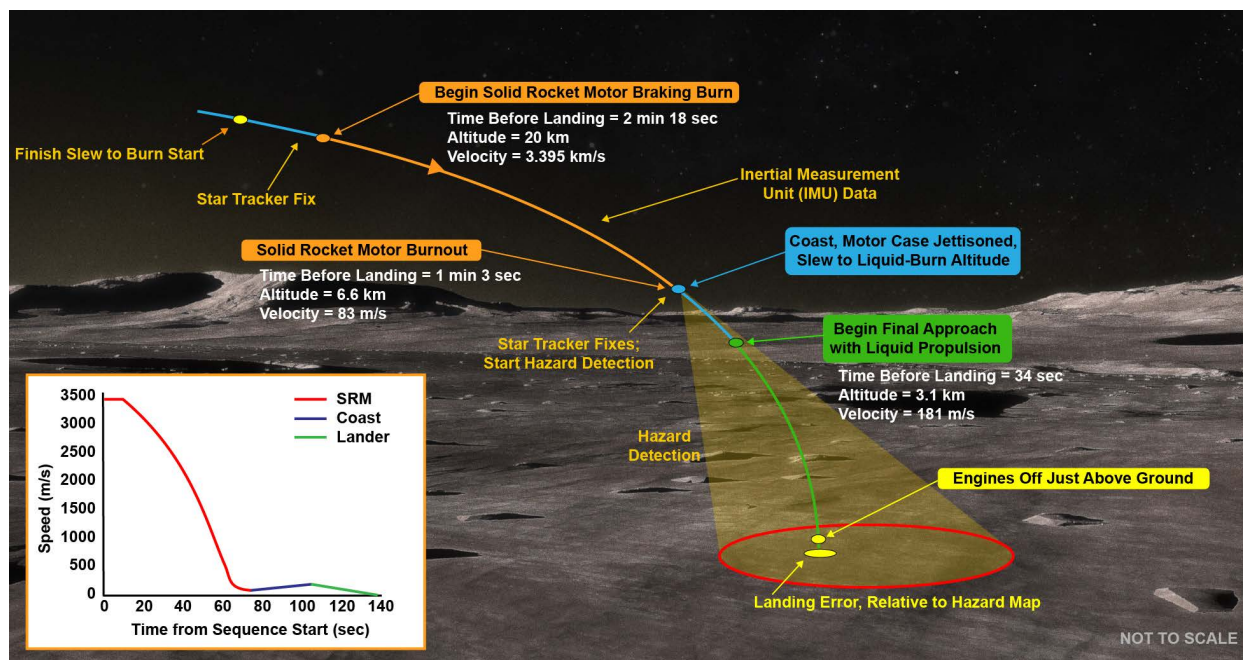 Begin Solid Rocket Motor Braking Burn
Time Before Landing = 2 min 18 sec
Altitude = 20 km
Velocity = 3.395 km/s
Finish Slew to Burn Start
Star Tracker Fix
Inertial Measurement
Unit (IMU) Data
Solid Rocket Motor Burnout
Time Before Landing = 1 min 3 sec
Altitude = 6.6 km
Velocity = 83 m/s
Coast, Motor Case Jettisoned,
Slew to Liquid-Burn Altitude
Star Tracker Fixes;
Start Hazard Detection
Begin Final Approach
with Liquid Propulsion
Time Before Landing = 34 sec
Altitude = 3.1 km
Velocity = 181 m/s
Hazard
Detection
Engines Off Just Above Ground
Landing Error, Relative to Hazard Map
NOT TO SCALE
Speed (m/s)
3500
3000
2500
2000
1500
1000
500
0
SRM
Coast
Lander
0 20 40 60 80 100 120 140
Time from Sequence Start (sec)